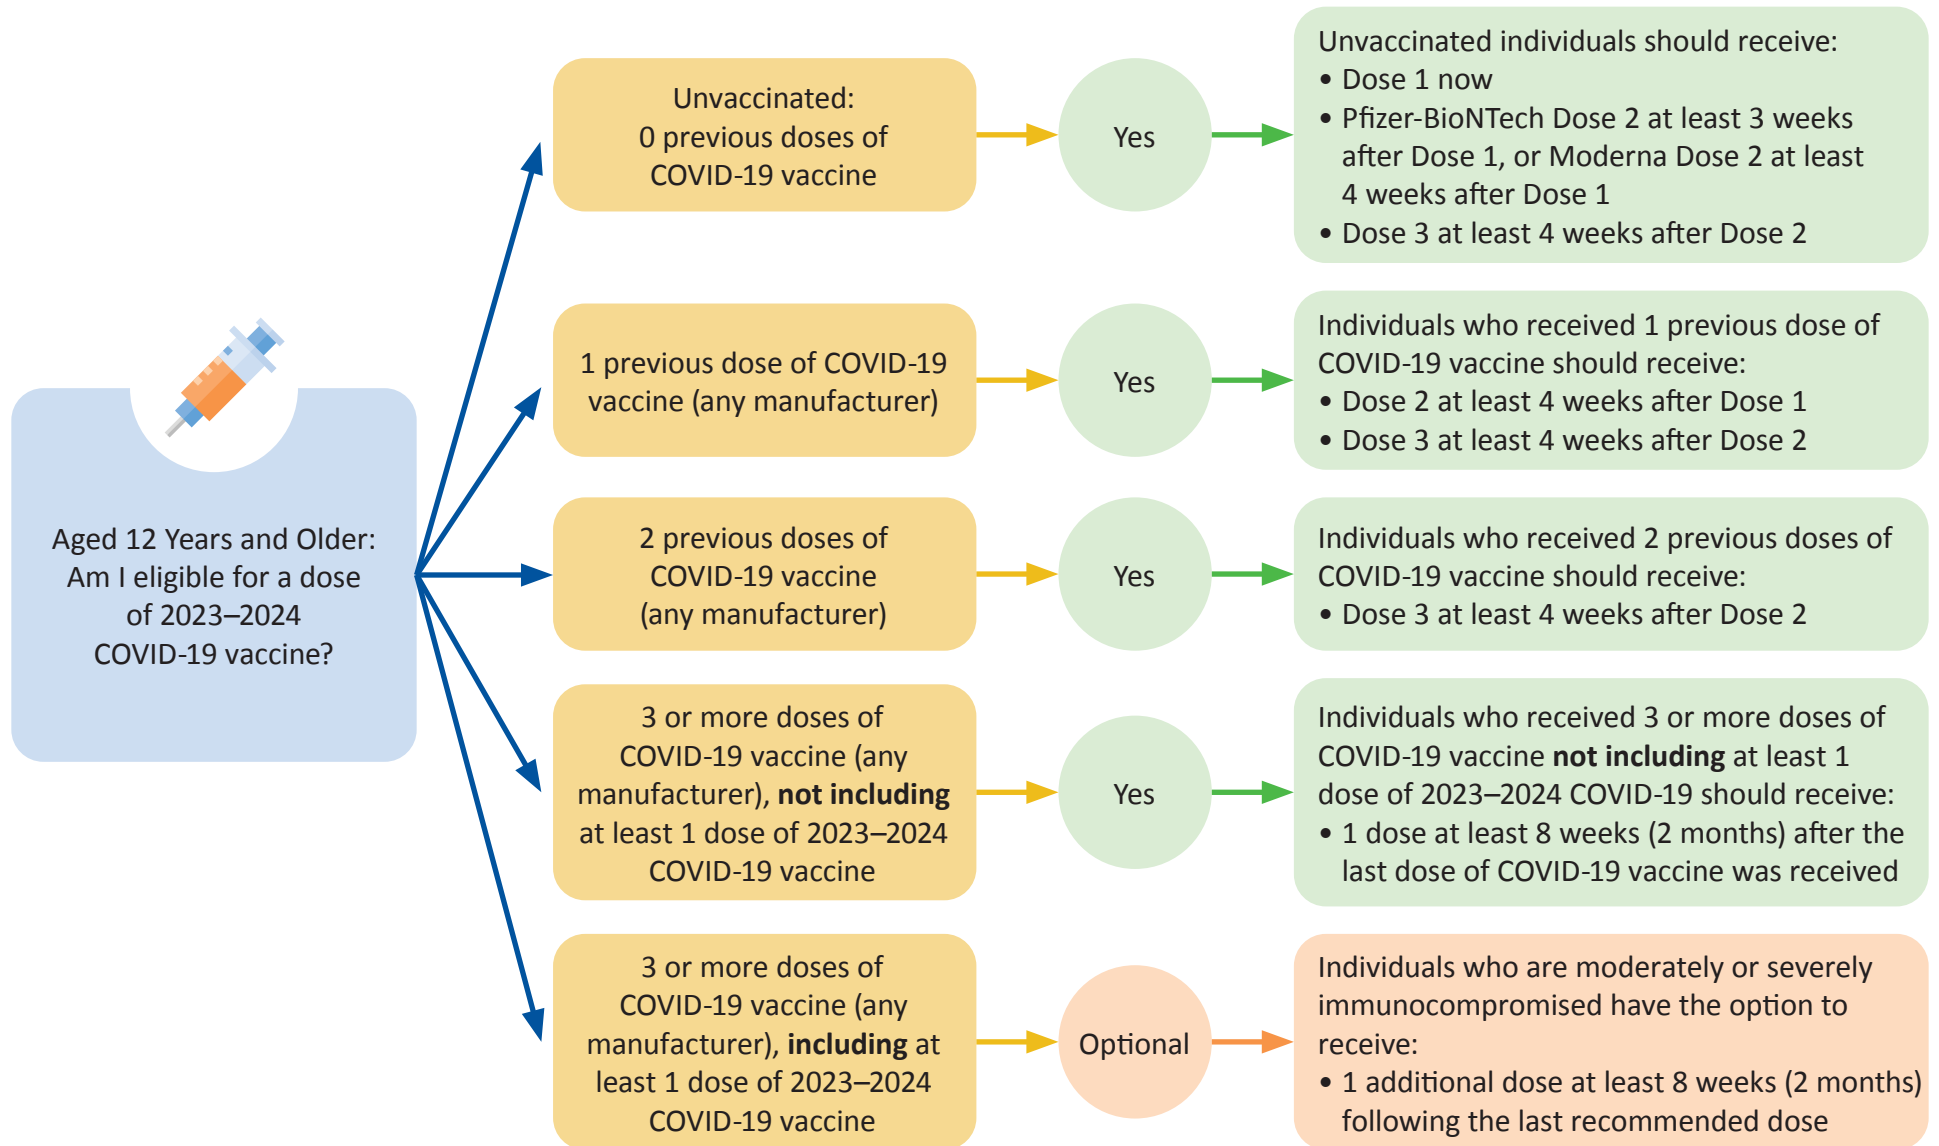 Aged 12 Years and Older:
Am I eligible for a dose
of 2023–2024
COVID-19 vaccine?
Unvaccinated:
0 previous doses of
COVID-19 vaccine
Yes
Unvaccinated individuals should receive:
• Dose 1 now
• Pfizer-BioNTech Dose 2 at least 3 weeks
after Dose 1, or Moderna Dose 2 at least
4 weeks after Dose 1
• Dose 3 at least 4 weeks after Dose 2
1 previous dose of COVID-19
vaccine (any manufacturer)
Yes
Individuals who received 1 previous dose of
COVID-19 vaccine should receive:
• Dose 2 at least 4 weeks after Dose 1
• Dose 3 at least 4 weeks after Dose 2
2 previous doses of
COVID-19 vaccine
(any manufacturer)
Yes
Individuals who received 2 previous doses of
COVID-19 vaccine should receive:
• Dose 3 at least 4 weeks after Dose 2
3 or more doses of
COVID-19 vaccine (any
manufacturer), not including
at least 1 dose of 2023–2024
COVID-19 vaccine
Yes
Individuals who received 3 or more doses of
COVID-19 vaccine not including at least 1
dose of 2023–2024 COVID-19 should receive:
• 1 dose at least 8 weeks (2 months) after the
last dose of COVID-19 vaccine was received
3 or more doses of
COVID-19 vaccine (any
manufacturer), including at
least 1 dose of 2023–2024
COVID-19 vaccine
Optional
Individuals who are moderately or severely
immunocompromised have the option to
receive:
• 1 additional dose at least 8 weeks (2 months)
following the last recommended dose